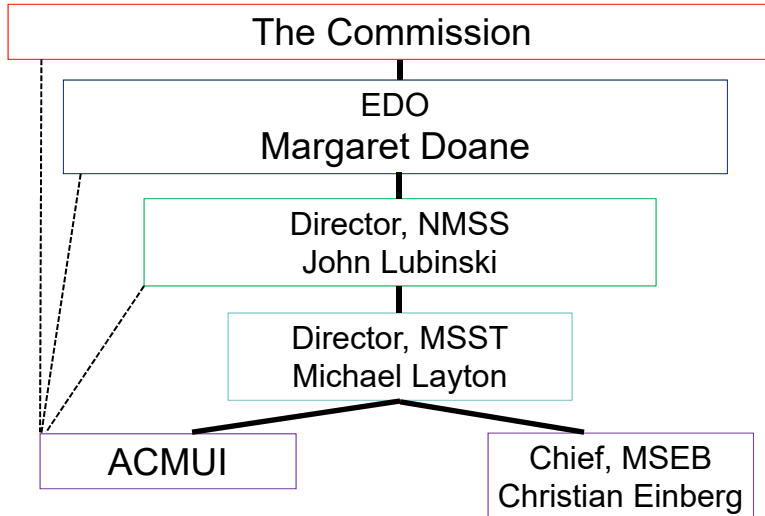 The Commission
EDO
Margaret Doane
Director, NMSS
John Lubinski
Director, MSST
Michael Layton
ACMUI
Chief, MSEB
Christian Einberg